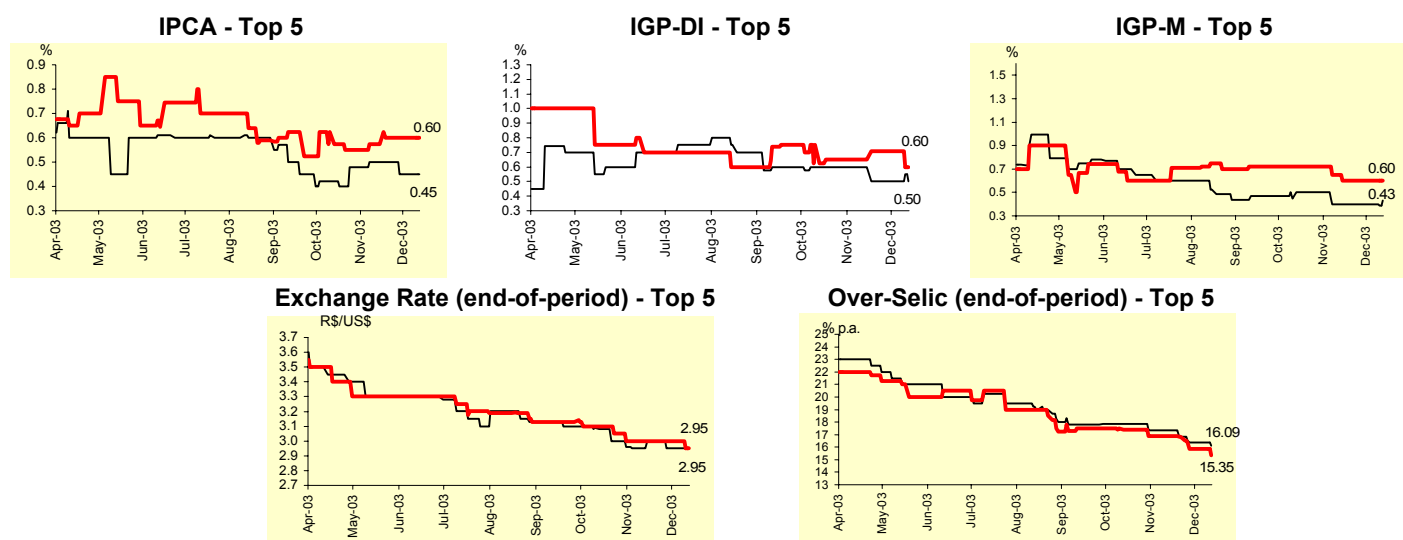 IPCA - Top 5
%
0.9
0.8
0.7
0.6
0.5
0.4
0.3
0.60
0.45
Apr-03
May-03
Jun-03
Jul-03
Aug-03
Sep-03
Oct-03
Nov-03
Dec-03
IGP-DI - Top 5
%
1.3
1.2
1.1
1.0
0.9
0.8
0.7
0.6
0.5
0.4
0.3
0.60
0.50
Apr-03
May-03
Jun-03
Jul-03
Aug-03
Sep-03
Oct-03
Nov-03
Dec-03
IGP-M - Top 5
%
1.5
1.3
1.1
0.9
0.7
0.5
0.3
0.60
0.43
Apr-03
May-03
Jun-03
Jul-03
Aug-03
Sep-03
Oct-03
Nov-03
Dec-03
Exchange Rate (end-of-period) - Top 5
R$/US$
3.7
3.6
3.5
3.4
3.3
3.2
3.1
3.0
2.9
2.8
2.7
2.95
2.95
Apr-03
May-03
Jun-03
Jul-03
Aug-03
Sep-03
Oct-03
Nov-03
Dec-03
Over-Selic (end-of-period) - Top 5
% p.a.
25
24
23
22
21
20
19
18
17
16
15
14
13
16.09
15.35
Apr-03
May-03
Jun-03
Jul-03
Aug-03
Sep-03
Oct-03
Nov-03
Dec-03